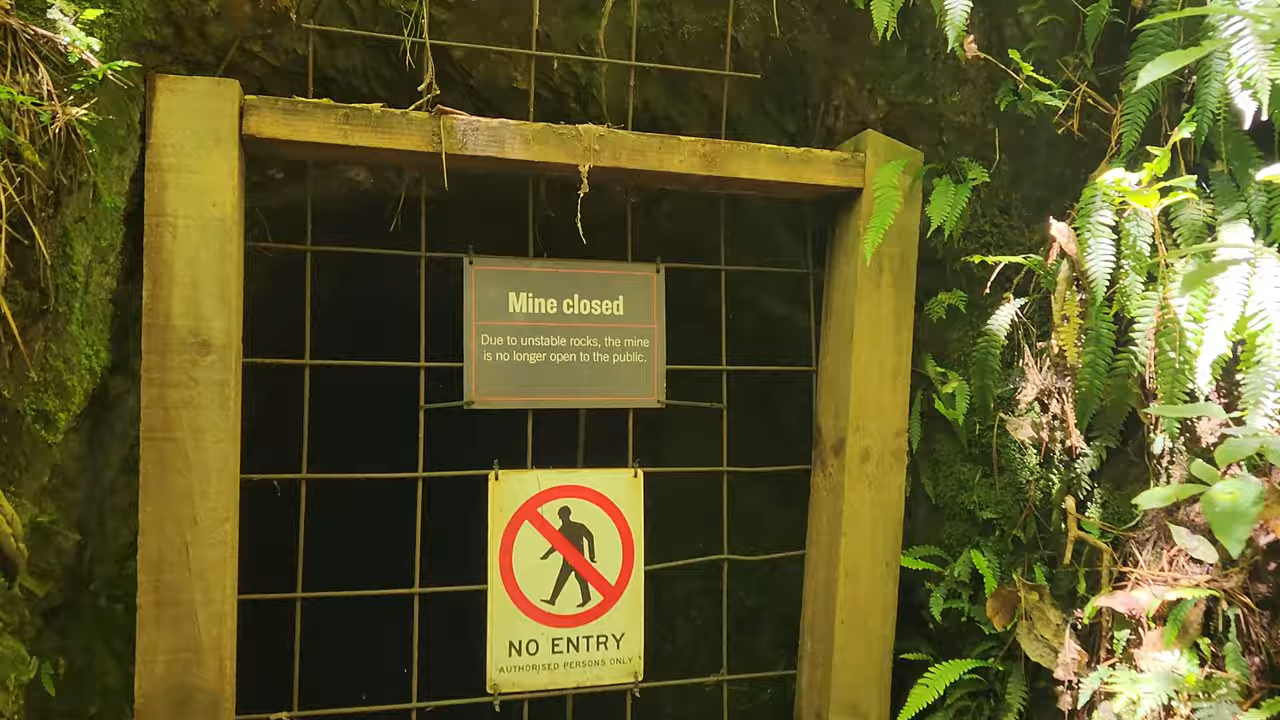 Mine closed
Due to unstable rocks, the mine
is no longer open to the public.
NO ENTRY
AUTHORISED PERSONS ONLY